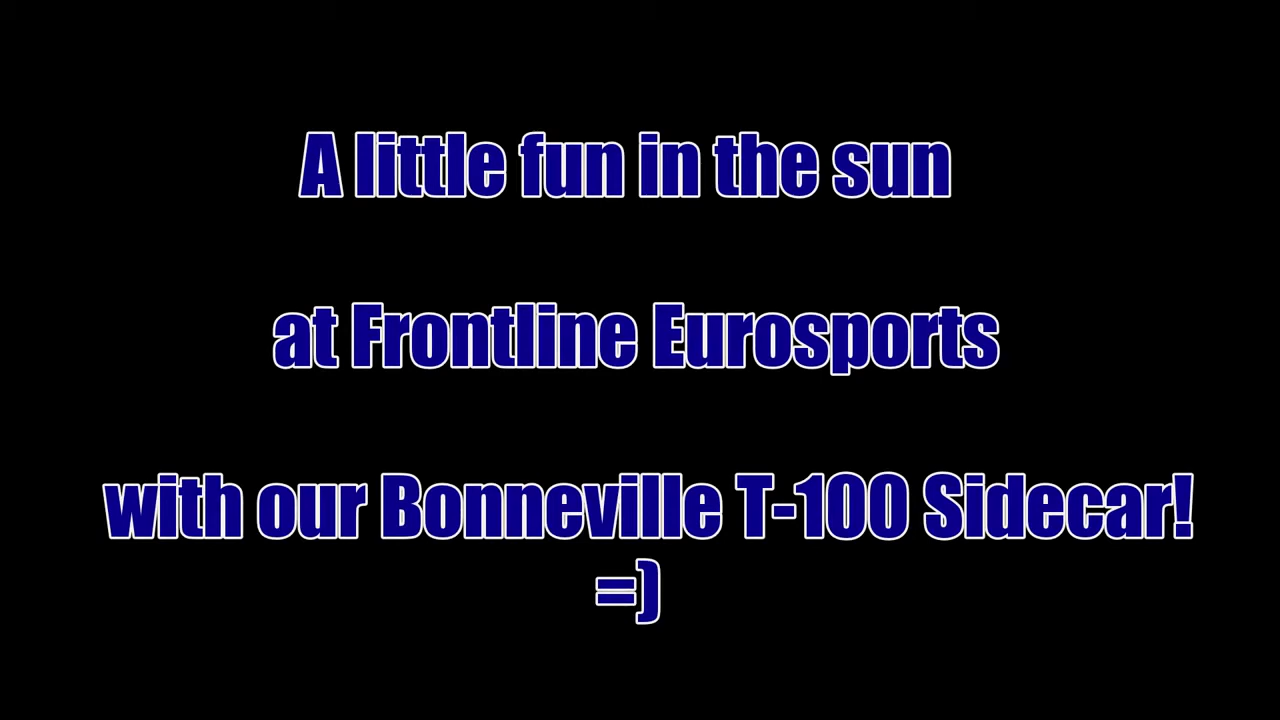 A little fun in the sun
at Frontline Eurosports
with our Bonneville T-100 Sidecar!
=)